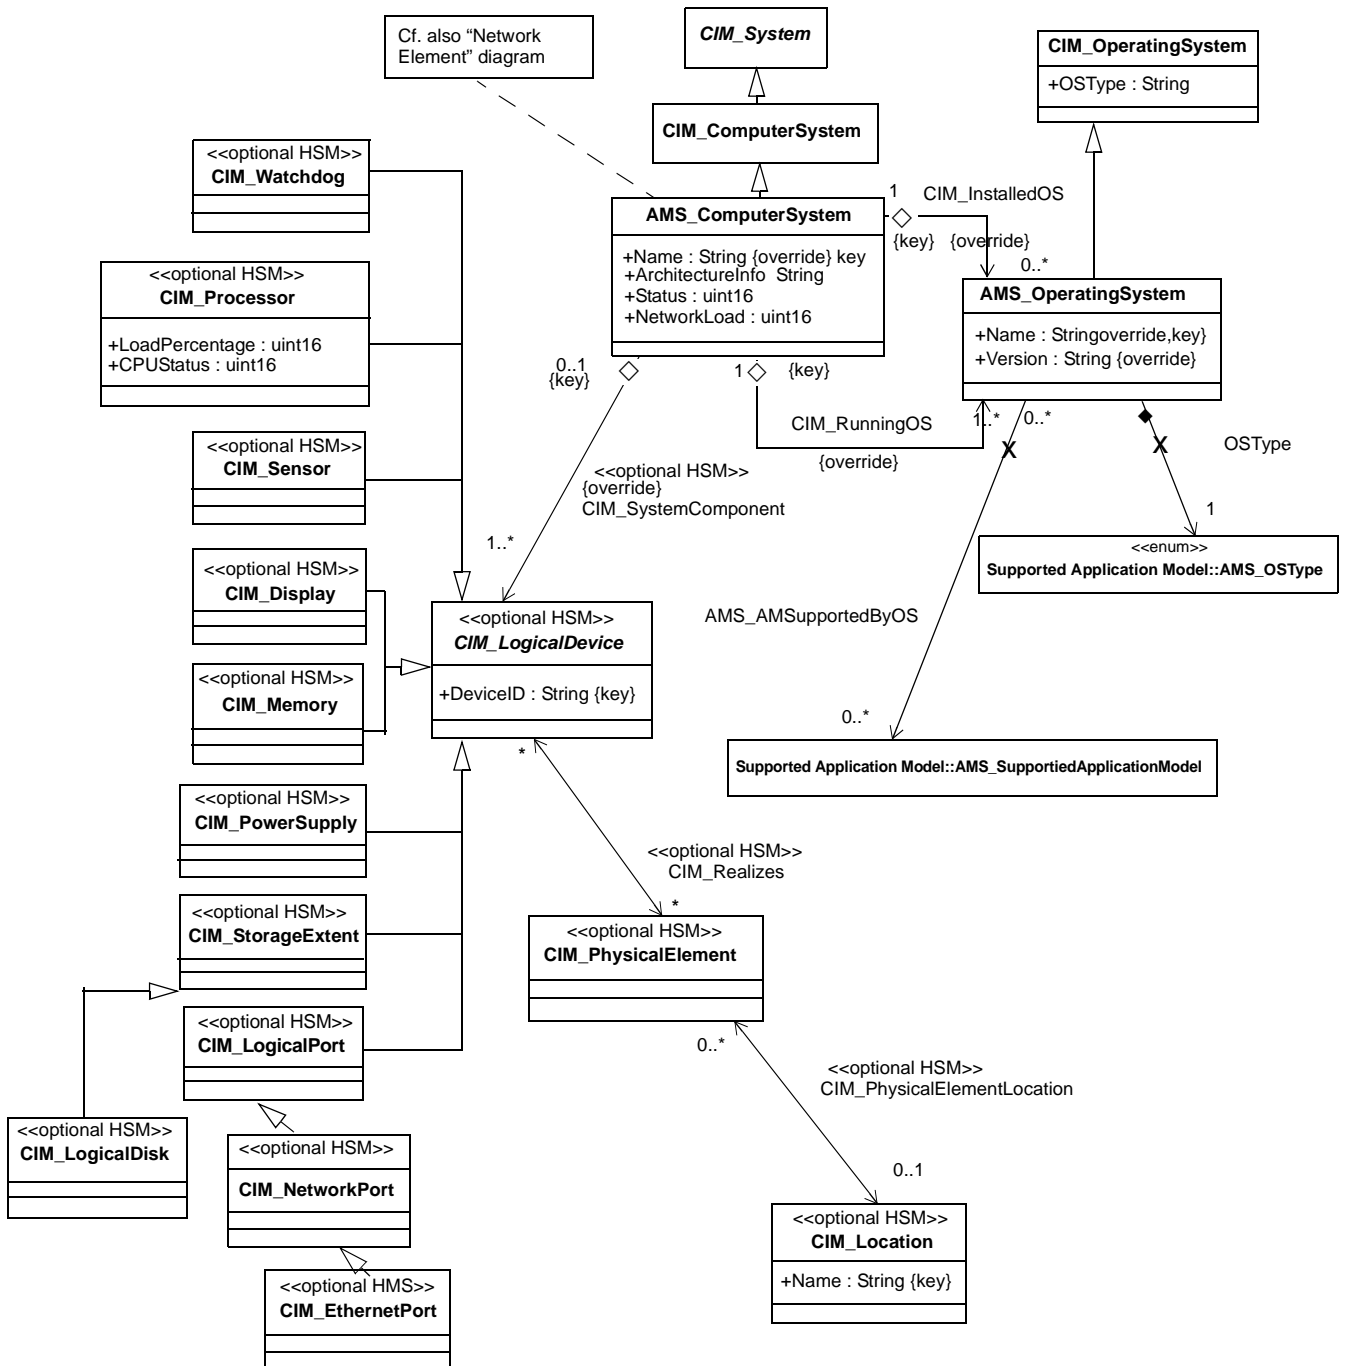 Cf. also “Network
Element” diagram
CIM_System
CIM_OperatingSystem
+OSType : String
CIM_ComputerSystem
<<optional HSM>>
CIM_Watchdog
AMS_ComputerSystem
+Name : String {override} key
+ArchitectureInfo String
+Status : uint16
+NetworkLoad : uint16
1
CIM_InstalledOS
{key} {override}
0..*
<<optional HSM>>
CIM_Processor
+LoadPercentage : uint16
+CPUStatus : uint16
AMS_OperatingSystem
+Name : Stringoverride,key}
+Version : String {override}
0..1
{key}
1
{key}
CIM_RunningOS
{override}
1..*
0..*
X
X
OSType
1
<<optional HSM>>
CIM_Sensor
<<optional HSM>>
{override}
CIM_SystemComponent
1..*
<<enum>>
Supported Application Model::AMS_OSType
<<optional HSM>>
CIM_Display
<<optional HSM>>
CIM_LogicalDevice
+DeviceID : String {key}
*
AMS_AMSupportedByOS
0..*
<<optional HSM>>
CIM_Memory
Supported Application Model::AMS_SupportiedApplicationModel
<<optional HSM>>
CIM_PowerSupply
<<optional HSM>>
CIM_Realizes
*
<<optional HSM>>
CIM_StorageExtent
<<optional HSM>>
CIM_PhysicalElement
0..*
<<optional HSM>>
CIM_LogicalPort
<<optional HSM>>
CIM_PhysicalElementLocation
0..1
<<optional HSM>>
CIM_LogicalDisk
<<optional HSM>>
CIM_NetworkPort
<<optional HSM>>
CIM_Location
+Name : String {key}
<<optional HMS>>
CIM_EthernetPort